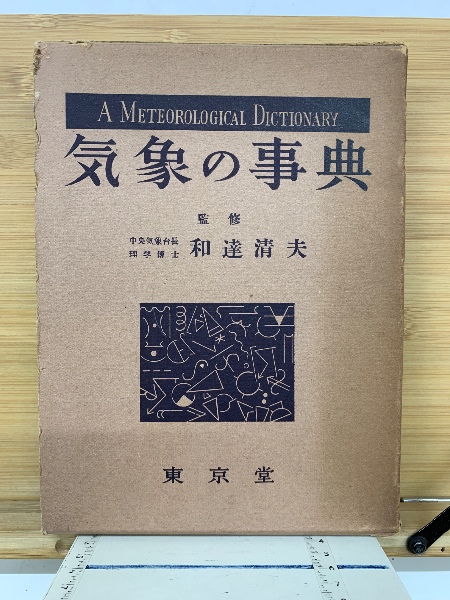 A METEOROLOGICAL DICTIONARY
気象の事典
監修
中央気象台長
理学博士
和達清夫
東京堂